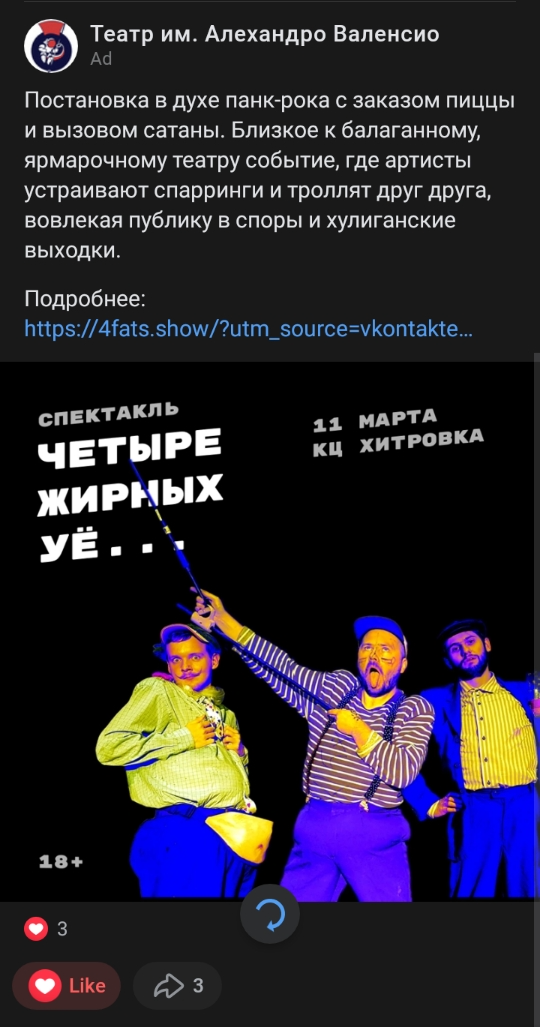 Театр им. Алехандро Валенсио
Ad
Постановка в духе панк-рока с заказом пиццы
и вызовом сатаны. Близкое к балаганному,
ярмарочному театру событие, где артисты
устраивают спарринги и троллят друг друга,
вовлекая публику в споры и хулиганские
выходки.
Подробнее:
https://4fats.show/?utm_source=vkontakte...
СПЕКТАКЛЬ
ЧЕТЫРЕ
ЖИРНЫХ
УЁ...
11 МАРТА
КЦ ХИТРОВКА
18+
3
Like
3